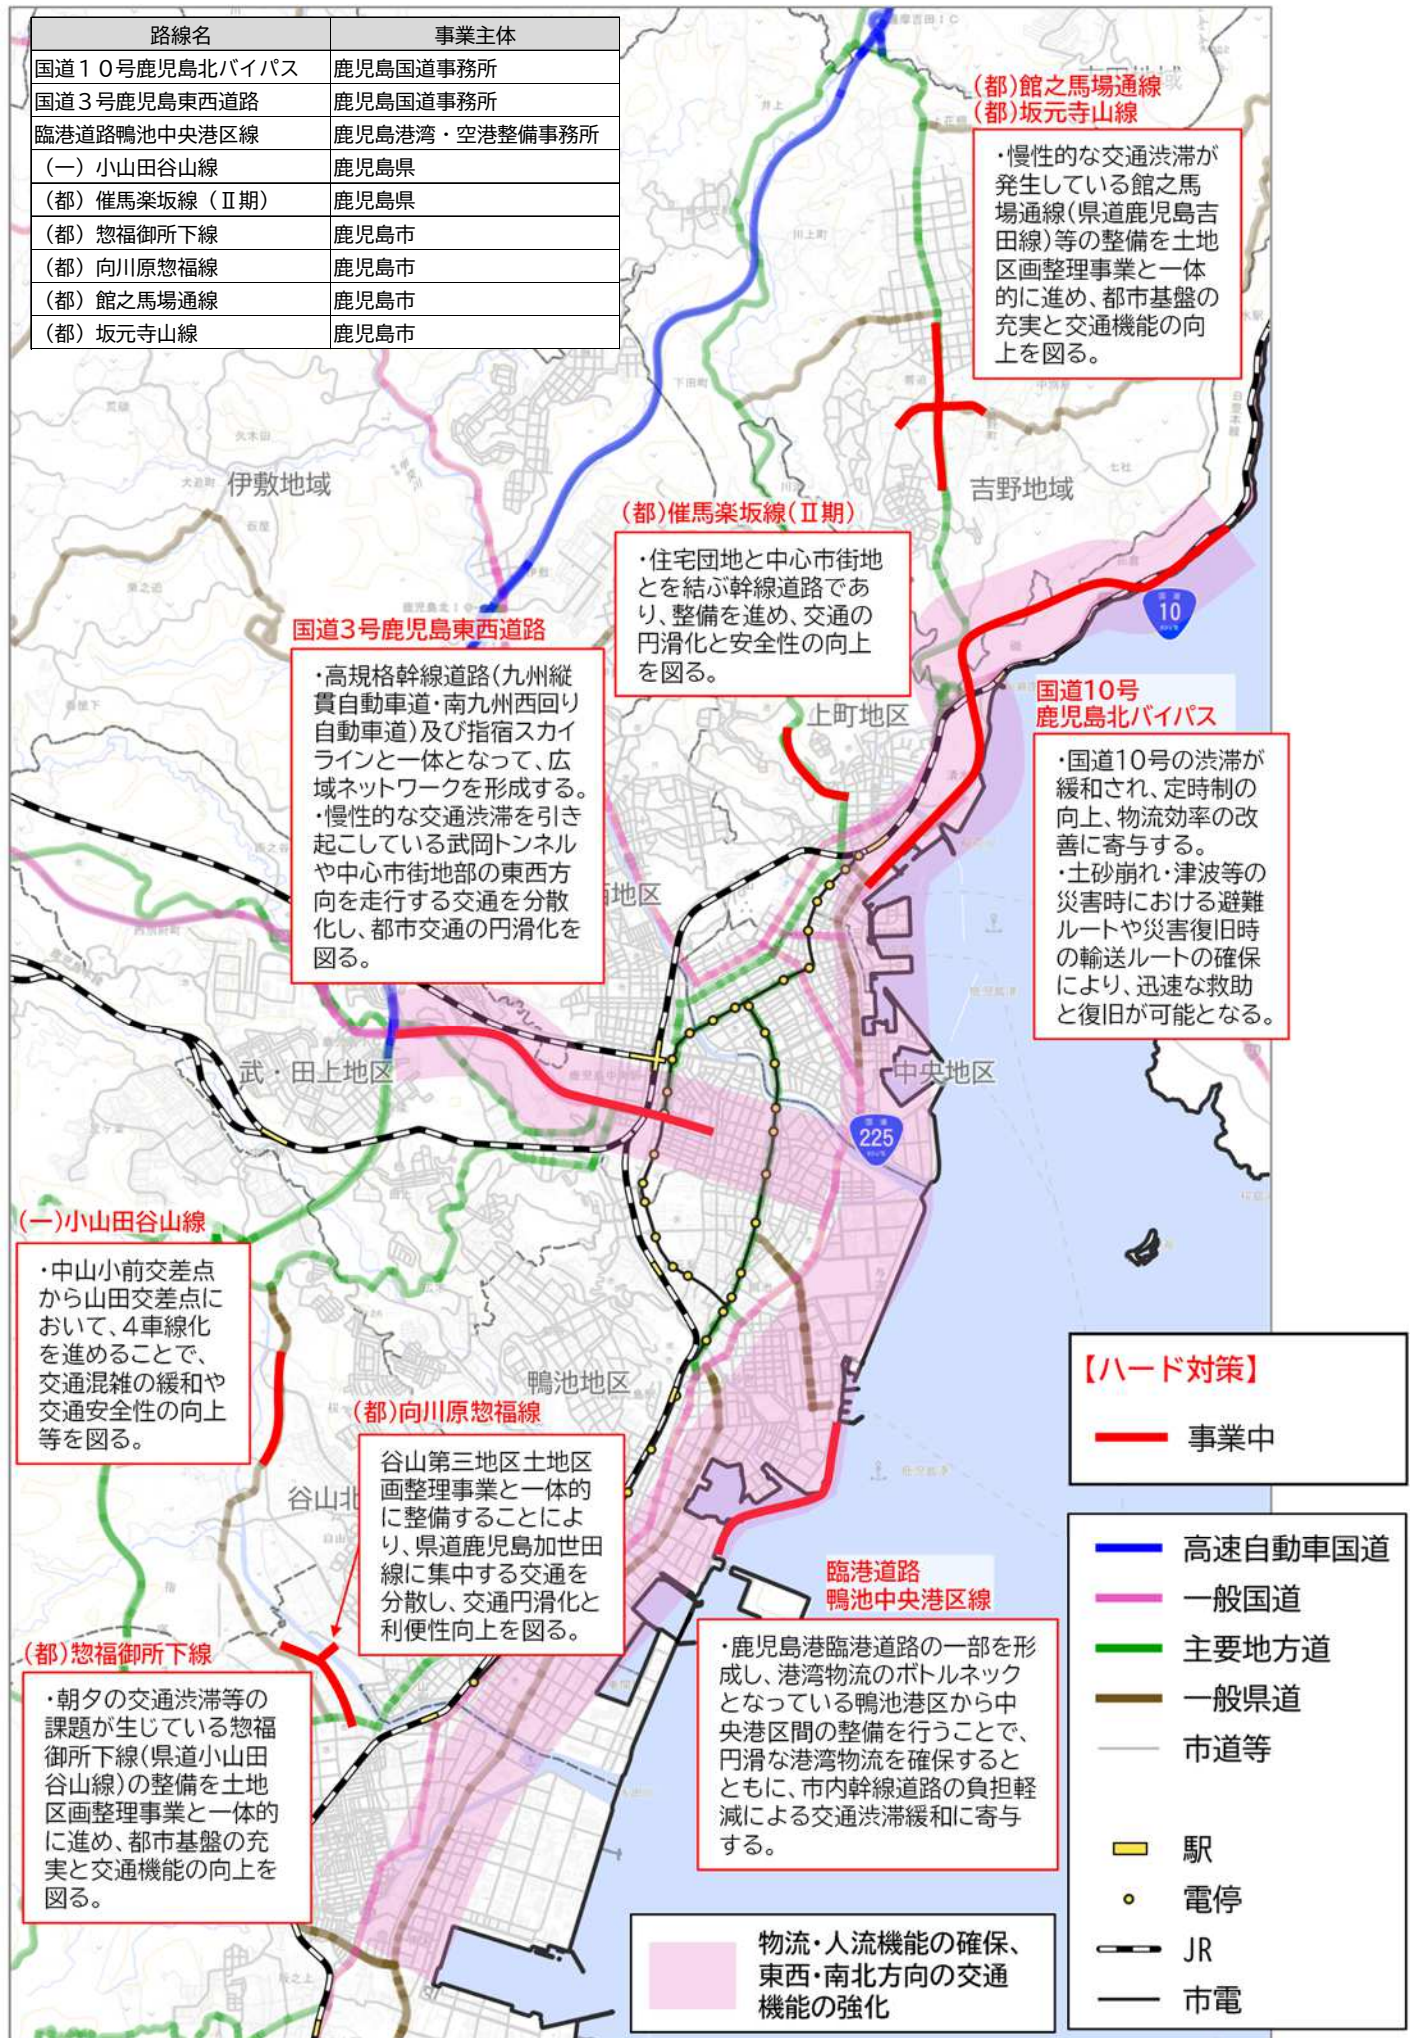 路線名 事業主体
国道１０号鹿児島北バイパス 鹿児島国道事務所
国道３号鹿児島東西道路 鹿児島国道事務所
臨港道路鴨池中央港区線 鹿児島港湾・空港整備事務所
（一）小山田谷山線 鹿児島県
（都）催馬楽坂線（Ⅱ期） 鹿児島県
（都）惣福御所下線 鹿児島市
（都）向川原惣福線 鹿児島市
（都）館之馬場通線 鹿児島市
（都）坂元寺山線 鹿児島市
(都)館之馬場通線
(都)坂元寺山線
・慢性的な交通渋滞が
発生している館之馬
場通線(県道鹿児島吉
田線)等の整備を土地
区画整理事業と一体
的に進め、都市基盤の
充実と交通機能の向
上を図る。
井上
川上町
下田町
伊敷地域
吉野地域
七社
(都)催馬楽坂線(Ⅱ期)
・住宅団地と中心市街地
とを結ぶ幹線道路であ
り、整備を進め、交通の
円滑化と安全性の向上
を図る。
国道
10
国道3号鹿児島東西道路
・高規格幹線道路(九州縦
貫自動車道・南九州西回り
自動車道)及び指宿スカイ
ラインと一体となって、広
域ネットワークを形成する。
・慢性的な交通渋滞を引き
起こしている武岡トンネル
や中心市街地部の東西方
向を走行する交通を分散
化し、都市交通の円滑化を
図る。
上町地区
国道10号
鹿児島北バイパス
・国道10号の渋滞が
緩和され、定時制の
向上、物流効率の改
善に寄与する。
・土砂崩れ・津波等の
災害時における避難
ルートや災害復旧時
の輸送ルートの確保
により、迅速な救助
と復旧が可能となる。
地区
武・田上地区
中央地区
国道
225
(一)小山田谷山線
・中山小前交差点
から山田交差点に
おいて、4車線化
を進めることで、
交通混雑の緩和や
交通安全性の向上
等を図る。
鴨池地区
(都)向川原惣福線
谷山第三地区土地区
画整理事業と一体的
に整備することによ
り、県道鹿児島加世田
線に集中する交通を
分散し、交通円滑化と
利便性向上を図る。
谷山北
(都)惣福御所下線
・朝夕の交通渋滞等の
課題が生じている惣福
御所下線(県道小山田
谷山線)の整備を土地
区画整理事業と一体的
に進め、都市基盤の充
実と交通機能の向上を
図る。
臨港道路
鴨池中央港区線
・鹿児島港臨港道路の一部を形
成し、港湾物流のボトルネック
となっている鴨池港区から中
央港区間の整備を行うことで、
円滑な港湾物流を確保すると
ともに、市内幹線道路の負担軽
減による交通渋滞緩和に寄与
する。
【ハード対策】
事業中
高速自動車国道
一般国道
主要地方道
一般県道
市道等
駅
電停
JR
市電
物流・人流機能の確保、
東西・南北方向の交通
機能の強化